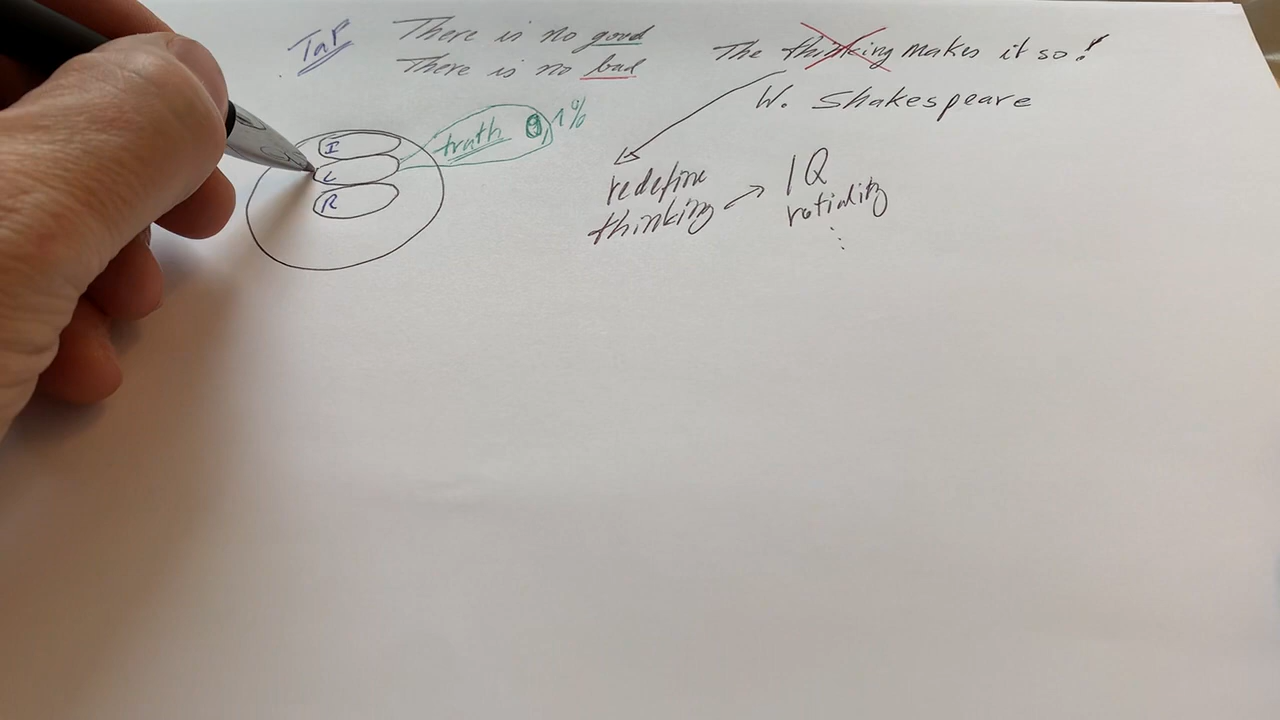 TaP
There is no good
There is no bad
The thinking makes it so!
W. Shakespeare
truth 0,1%
I
L
R
redefine
thinking
IQ